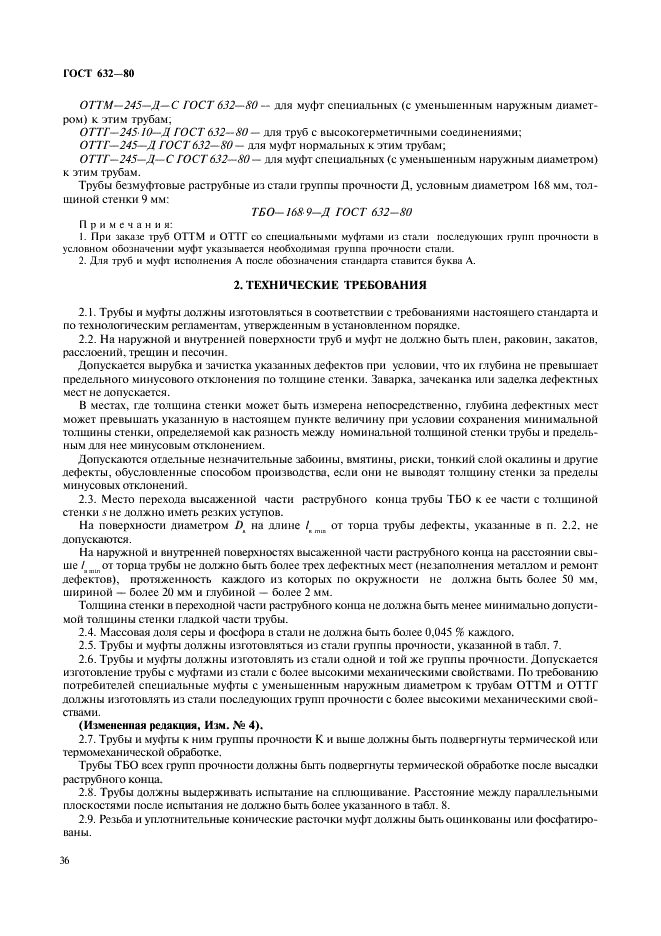 ГОСТ 632—80
ОТТМ—245—Д—С ГОСТ 632—80 — для муфт специальных (с уменьшенным наружным диамет-
ром) к этим трубам;
ОТТГ—245·10—Д ГОСТ 632—80 — для труб с высокогерметичными соединениями;
ОТТГ—245—Д ГОСТ 632—80 — для муфт нормальных к этим трубам;
ОТТГ—245—Д—С ГОСТ 632—80 — для муфт специальных (с уменьшенным наружным диаметром)
к этим трубам.
Трубы безмуфтовые раструбные из стали группы прочности Д, условным диаметром 168 мм, тол-
щиной стенки 9 мм:
ТБО—168·9—Д ГОСТ 632—80
Примечания:
1. При заказе труб ОТТМ и ОТТГ со специальными муфтами из стали последующих групп прочности в
условном обозначении муфт указывается необходимая группа прочности стали.
2. Для труб и муфт исполнения А после обозначения стандарта ставится буква А.
2. ТЕХНИЧЕСКИЕ ТРЕБОВАНИЯ
2.1. Трубы и муфты должны изготовляться в соответствии с требованиями настоящего стандарта и
по технологическим регламентам, утвержденным в установленном порядке.
2.2. На наружной и внутренней поверхности труб и муфт не должно быть плен, раковин, закатов,
расслоений, трещин и песочин.
Допускается вырубка и зачистка указанных дефектов при условии, что их глубина не превышает
предельного минусового отклонения по толщине стенки. Заварка, зачеканка или заделка дефектных
мест не допускается.
В местах, где толщина стенки может быть измерена непосредственно, глубина дефектных мест
может превышать указанную в настоящем пункте величину при условии сохранения минимальной
толщины стенки, определяемой как разность между номинальной толщиной стенки трубы и предель-
ным для нее минусовым отклонением.
Допускаются отдельные незначительные забоины, вмятины, риски, тонкий слой окалины и другие
дефекты, обусловленные способом производства, если они не выводят толщину стенки за пределы
минусовых отклонений.
2.3. Место перехода высаженной части раструбного конца трубы ТБО к ее части с толщиной
стенки s не должно иметь резких уступов.
На поверхности диаметром Dв на длине lв min от торца трубы дефекты, указанные в п. 2.2, не
допускаются.
На наружной и внутренней поверхностях высаженной части раструбного конца на расстоянии свы-
ше lв min от торца трубы не должно быть более трех дефектных мест (незаполнения металлом и ремонт
дефектов), протяженность каждого из которых по окружности не должна быть более 50 мм,
шириной — более 20 мм и глубиной — более 2 мм.
Толщина стенки в переходной части раструбного конца не должна быть менее минимально допусти-
мой толщины стенки гладкой части трубы.
2.4. Массовая доля серы и фосфора в стали не должна быть более 0,045 % каждого.
2.5. Трубы и муфты должны изготовляться из стали группы прочности, указанной в табл. 7.
2.6. Трубы и муфты должны изготовлять из стали одной и той же группы прочности. Допускается
изготовление трубы с муфтами из стали с более высокими механическими свойствами. По требованию
потребителей специальные муфты с уменьшенным наружным диаметром к трубам ОТТМ и ОТТГ
должны изготовлять из стали последующих групп прочности с более высокими механическими свой-
ствами.
(Измененная редакция, Изм. № 4).
2.7. Трубы и муфты к ним группы прочности К и выше должны быть подвергнуты термической или
термомеханической обработке.
Трубы ТБО всех групп прочности должны быть подвергнуты термической обработке после высадки
раструбного конца.
2.8. Трубы должны выдерживать испытание на сплющивание. Расстояние между параллельными
плоскостями после испытания не должно быть более указанного в табл. 8.
2.9. Резьба и уплотнительные конические расточки муфт должны быть оцинкованы или фосфатиро-
ваны.
36